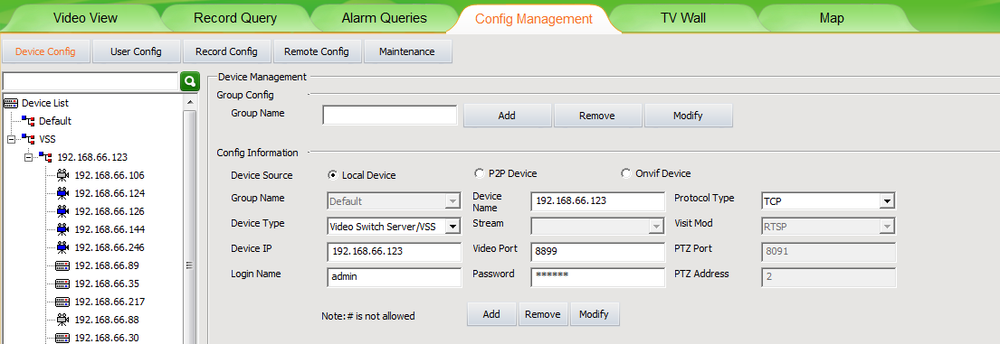 Video View Record Query Alarm Queries Config Management TV Wall Map
Device Config User Config Record Config Remote Config Maintenance
Device List
Default
VSS
192.168.66.123
192.168.66.106
192.168.66.124
192.168.66.126
192.168.66.144
192.168.66.246
192.168.66.89
192.168.66.35
192.168.66.217
192.168.66.88
192.168.66.30
Device Management
Group Config
Group Name Add Remove Modify
Config Information
Device Source Local Device P2P Device Onvif Device
Group Name Default Device Name 192.168.66.123 Protocol Type TCP
Device Type Video Switch Server/VSS Stream Visit Mod RTSP
Device IP 192.168.66.123 Video Port 8899 PTZ Port 8091
Login Name admin Password ****** PTZ Address 2
Note: # is not allowed Add Remove Modify